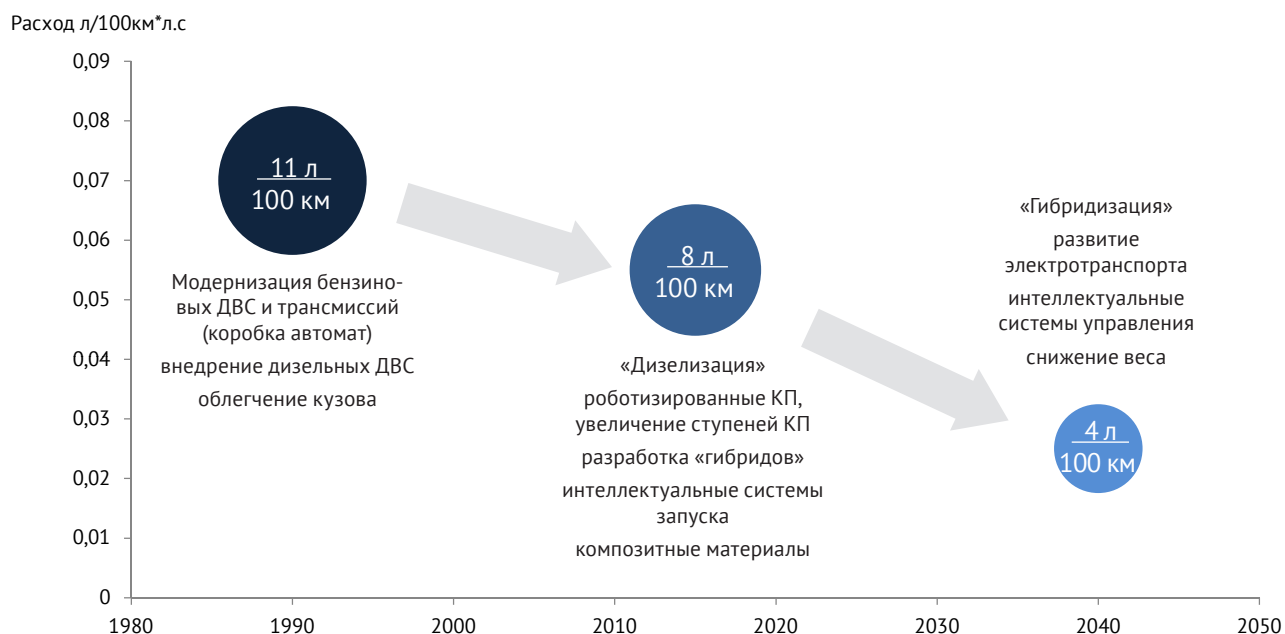 Расход л/100км*л.с
0,09
0,08
0,07
0,06
0,05
0,04
0,03
0,02
0,01
0
1980
1990
2000
2010
2020
2030
2040
2050
11 л
100 км
Модернизация бензино-
вых ДВС и трансмиссий
(коробка автомат)
внедрение дизельных ДВС
облегчение кузова
8 л
100 км
«Дизелизация»
роботизированные КП,
увеличение ступеней КП
разработка «гибридов»
интеллектуальные системы
запуска
композитные материалы
«Гибридизация»
развитие
электротранспорта
интеллектуальные
системы управления
снижение веса
4 л
100 км